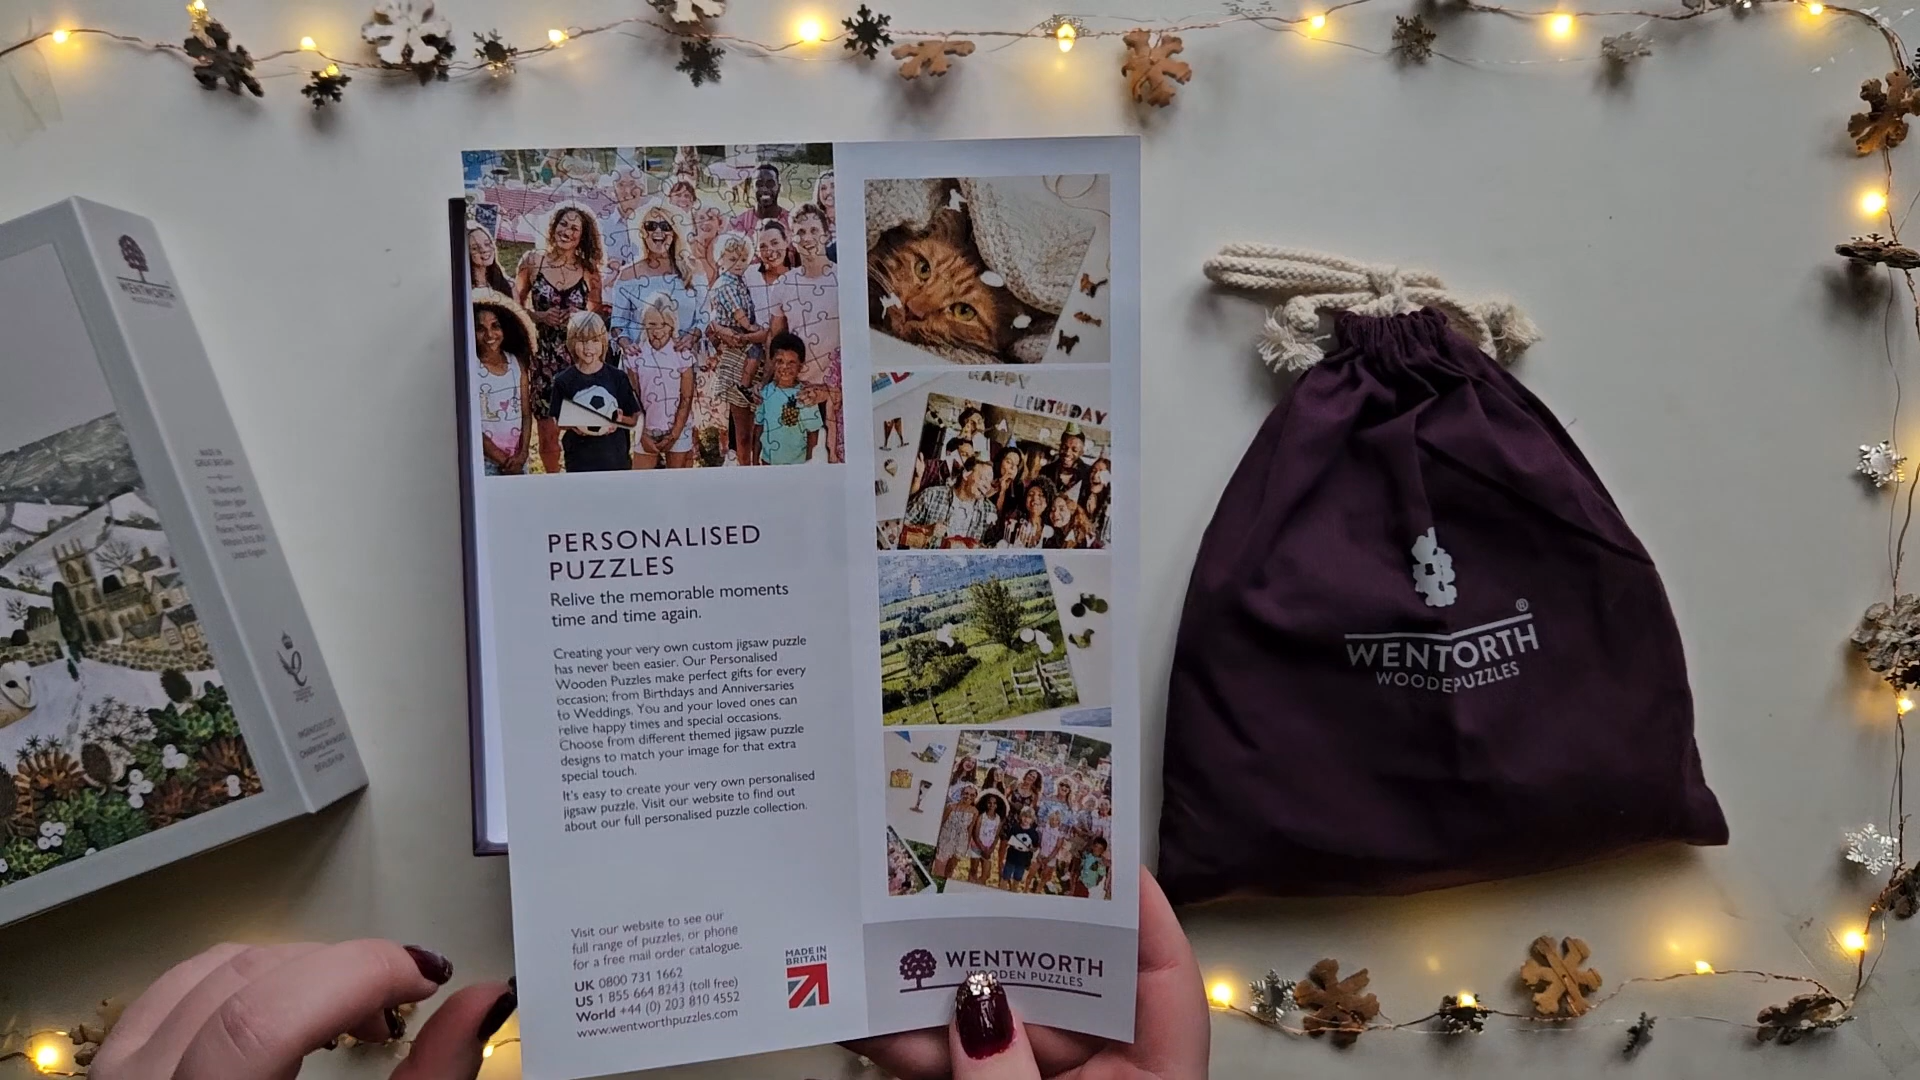 WENTWORTH
WOODEN PUZZLES
MADE IN
GREAT BRITAIN
HAPPY
BIRTHDAY
PERSONALISED
PUZZLES
Relive the memorable moments
time and time again.
Creating your very own custom jigsaw puzzle
has never been easier. Our Personalised
Wooden Puzzles make perfect gifts for every
occasion; from Birthdays and Anniversaries
to Weddings. You and your loved ones can
relive happy times and special occasions.
Choose from different themed jigsaw puzzle
designs to match your image for that extra
special touch.
It's easy to create your very own personalised
jigsaw puzzle. Visit our website to find out
about our full personalised puzzle collection.
Visit our website to see our
full range of puzzles, or phone
for a free mail order catalogue.
UK 0800 731 1662
US 1 855 664 8243 (toll free)
World +44 (0) 203 810 4552
www.wentworthpuzzles.com
MADE IN
BRITAIN
WENTWORTH
WOODEN PUZZLES
WENTWORTH®
WOODEN PUZZLES